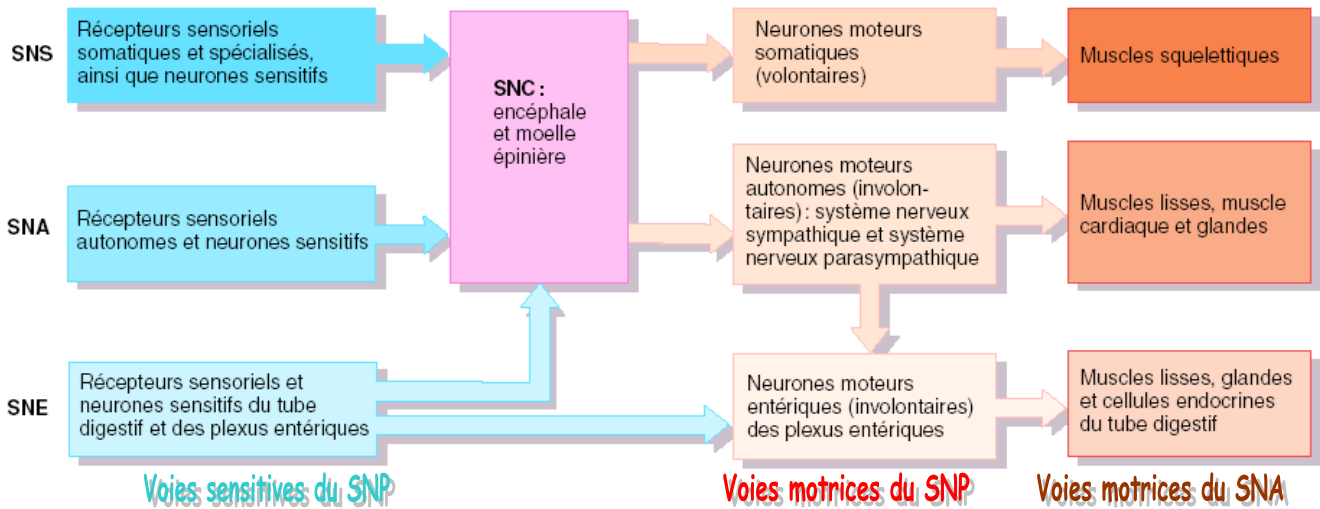 SNS
Récepteurs sensoriels
somatiques et spécialisés,
ainsi que neurones sensitifs
SNC :
encéphale
et moelle
épinière
Neurones moteurs
somatiques
(volontaires)
Muscles squelettiques
SNA
Récepteurs sensoriels
autonomes et neurones sensitifs
Neurones moteurs
autonomes (involon-
taires) : système nerveux
sympathique et système
nerveux parasympathique
Muscles lisses, muscle
cardiaque et glandes
SNE
Récepteurs sensoriels et
neurones sensitifs du tube
digestif et des plexus entériques
Neurones moteurs
entériques (involontaires)
des plexus entériques
Muscles lisses, glandes
et cellules endocrines
du tube digestif
Voies sensitives du SNP
Voies motrices du SNP
Voies motrices du SNA